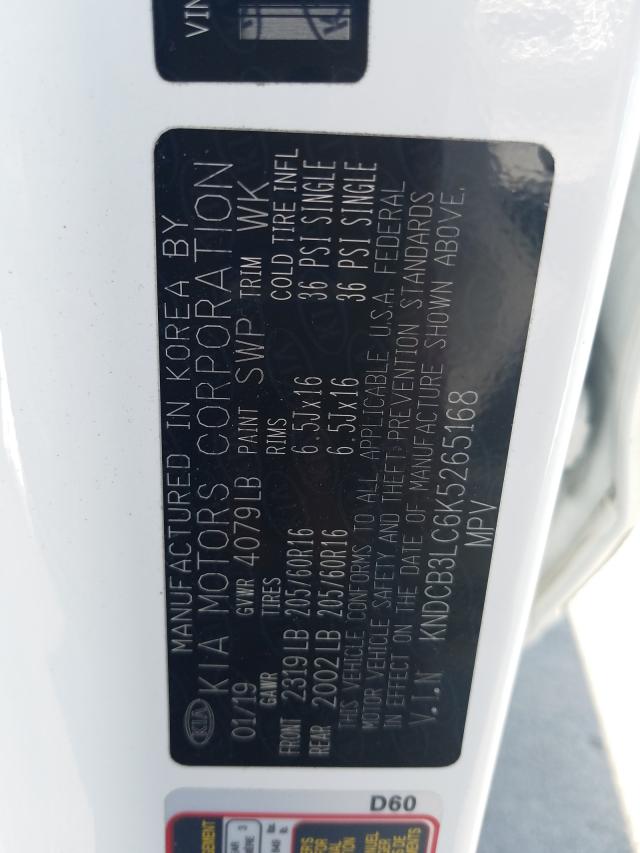 VIN
MANUFACTURED IN KOREA BY
KIA KIA MOTORS CORPORATION
01/19 GVWR 4079LB PAINT SWP TRIM WK
GAWR TIRES RIMS COLD TIRE INFL
FRONT 2319LB 205/60R16 6.5Jx16 36 PSI SINGLE
REAR 2002LB 205/60R16 6.5Jx16 36 PSI SINGLE
THIS VEHICLE CONFORMS TO ALL APPLICABLE U.S.A. FEDERAL
MOTOR VEHICLE SAFETY AND THEFT PREVENTION STANDARDS
IN EFFECT ON THE DATE OF MANUFACTURE SHOWN ABOVE.
V.I.N KNDCB3LC6K5265168
MPV
D60